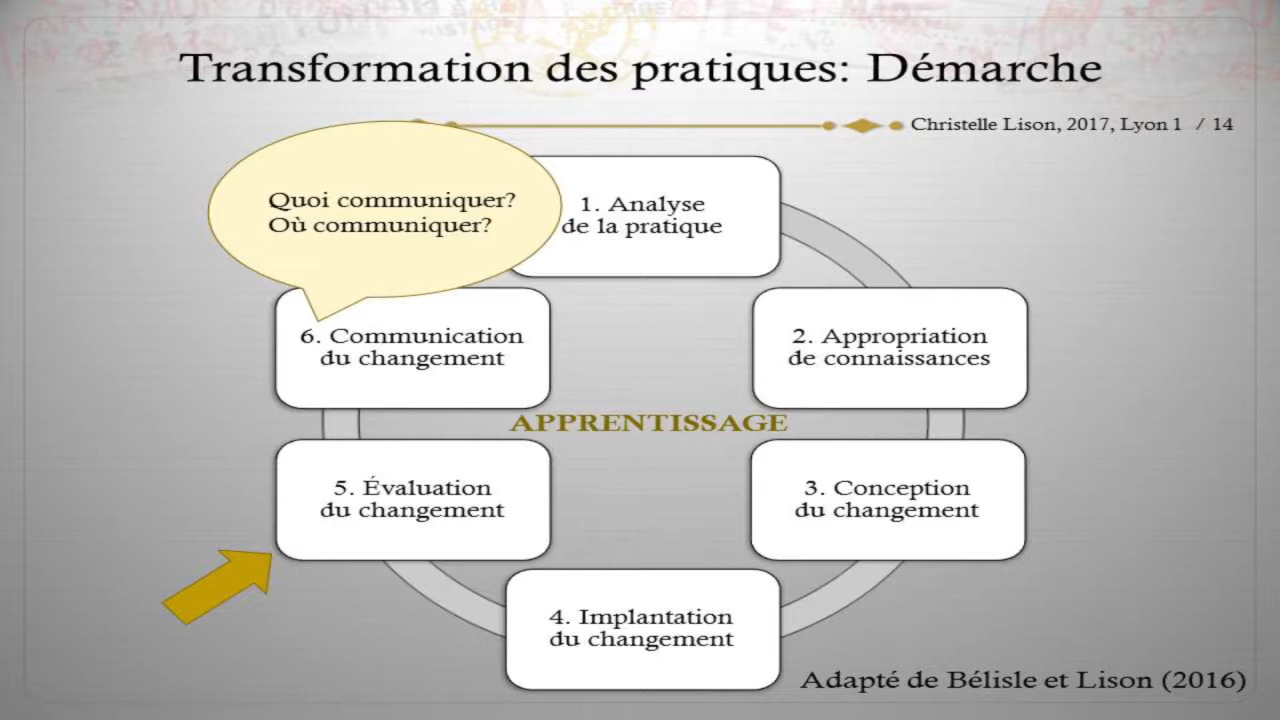 Transformation des pratiques: Démarche
Christelle Lison, 2017, Lyon 1 / 14
Quoi communiquer?
Où communiquer?
1. Analyse
de la pratique
6. Communication
du changement
2. Appropriation
de connaissances
APPRENTISSAGE
5. Évaluation
du changement
3. Conception
du changement
4. Implantation
du changement
Adapté de Bélisle et Lison (2016)